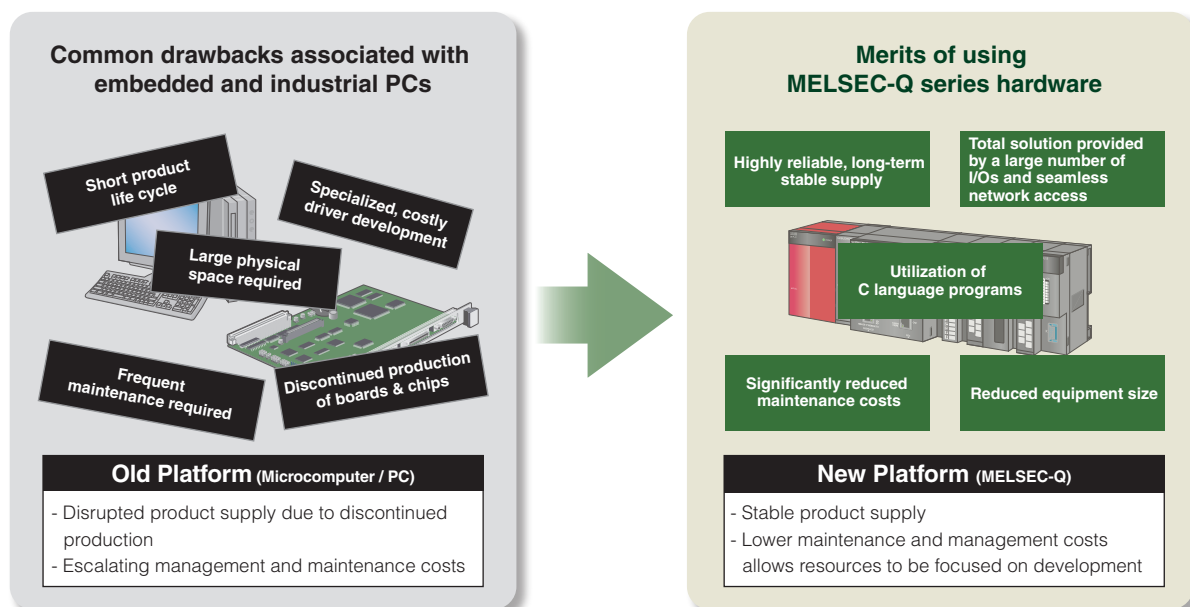 Common drawbacks associated with
embedded and industrial PCs
Short product
life cycle
Specialized, costly
driver development
Large physical
space required
Frequent
maintenance required
Discontinued production
of boards & chips
Old Platform (Microcomputer / PC)
- Disrupted product supply due to discontinued
production
- Escalating management and maintenance costs
Merits of using
MELSEC-Q series hardware
Highly reliable, long-term
stable supply
Total solution provided
by a large number of
I/Os and seamless
network access
Utilization of
C language programs
Significantly reduced
maintenance costs
Reduced equipment size
New Platform (MELSEC-Q)
- Stable product supply
- Lower maintenance and management costs
allows resources to be focused on development